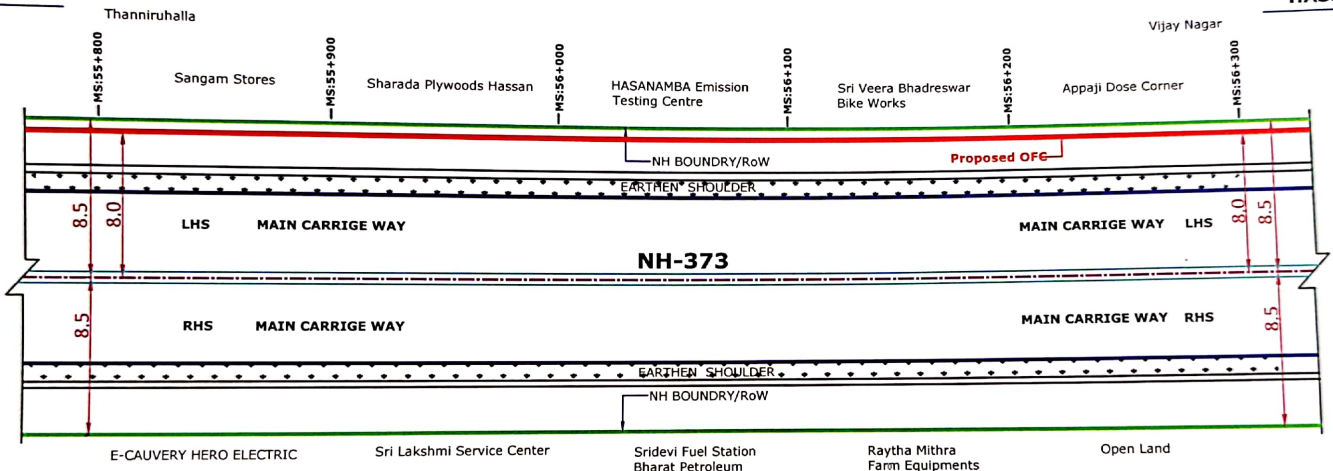 Thanniruhalla
Vijay Nagar
MS:55+800
MS:55+900
MS:56+000
MS:56+100
MS:56+200
MS:56+300
Sangam Stores
Sharada Plywoods Hassan
HASANAMBA Emission
Testing Centre
Sri Veera Bhadreswar
Bike Works
Appaji Dose Corner
NH BOUNDRY/RoW
Proposed OFC
EARTHEN SHOULDER
8.5
8.0
LHS MAIN CARRIGE WAY
MAIN CARRIGE WAY LHS
8.0
8.5
NH-373
8.5
RHS MAIN CARRIGE WAY
MAIN CARRIGE WAY RHS
8.5
EARTHEN SHOULDER
NH BOUNDRY/RoW
E-CAUVERY HERO ELECTRIC
Sri Lakshmi Service Center
Sridevi Fuel Station
Bharat Petroleum
Raytha Mithra
Farm Equipments
Open Land